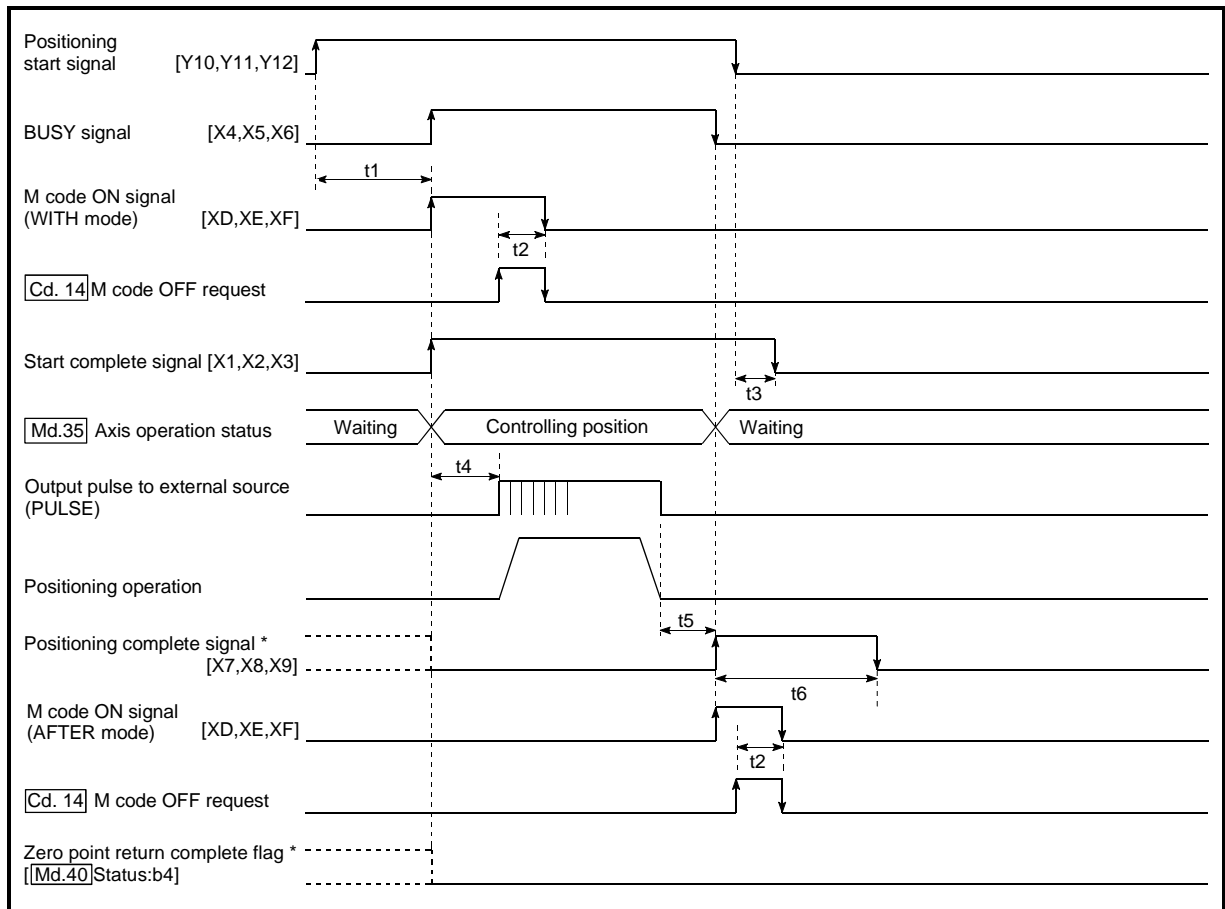 Positioning
start signal [Y10,Y11,Y12]
BUSY signal [X4,X5,X6]
t1
M code ON signal
(WITH mode) [XD,XE,XF]
t2
Cd. 14 M code OFF request
Start complete signal [X1,X2,X3]
t3
Md.35 Axis operation status Waiting Controlling position Waiting
t4
Output pulse to external source
(PULSE)
Positioning operation
t5
Positioning complete signal *
[X7,X8,X9]
t6
M code ON signal
(AFTER mode) [XD,XE,XF]
t2
Cd. 14 M code OFF request
Zero point return complete flag *
[Md.40 Status:b4]